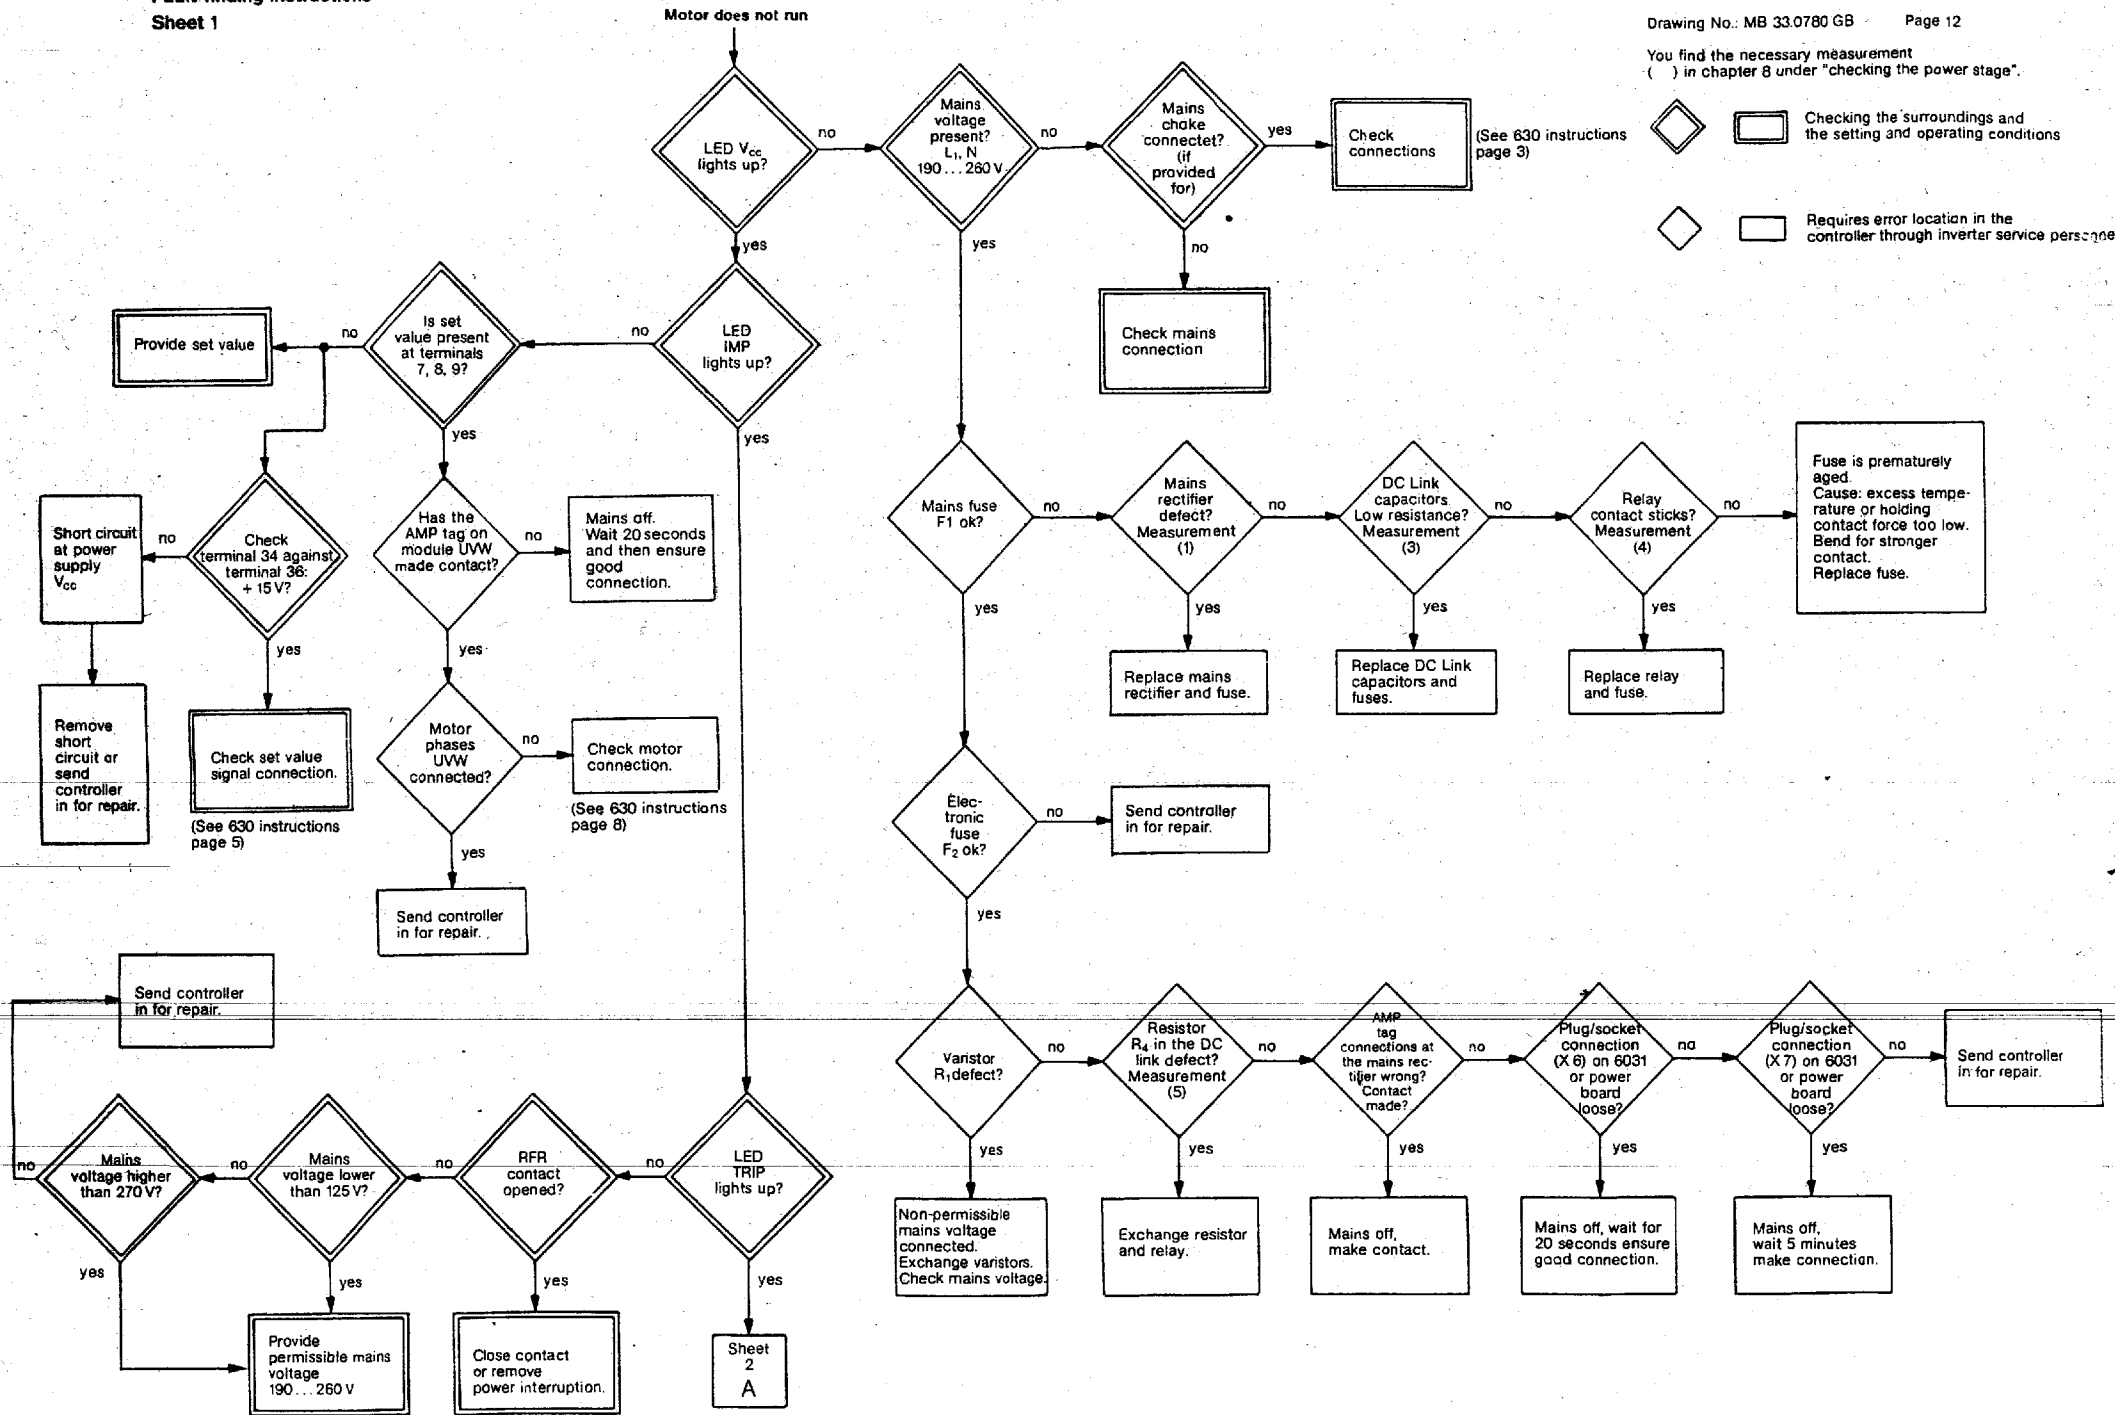 Sheet 1
Motor does not run
Drawing No.: MB 33.0780 GB
Page 12
You find the necessary measurement
( ) in chapter 8 under "checking the power stage".
Checking the surroundings and
the setting and operating conditions
Requires error location in the
controller through inverter service
LED Vcc
lights up?
no
Mains
voltage
present?
L1, N
190...260 V
no
Mains
choke
connectet?
(if
provided
for)
yes
Check
connections
(See 630 instructions
page 3)
yes
yes
no
Check mains
connection
LED
IMP
lights up?
no
Is set
value present
at terminals
7, 8, 9?
no
Provide set value
yes
yes
Check
terminal 34 against
terminal 36:
+ 15 V?
no
Short circuit
at power
supply
Vcc
Remove
short
circuit or
send
controller
in for repair.
yes
Check set value
signal connection.
(See 630 instructions
page 5)
Has the
AMP tag on
module UVW
made contact?
no
Mains off.
Wait 20 seconds
and then ensure
good
connection.
yes
Motor
phases
UVW
connected?
no
Check motor
connection.
(See 630 instructions
page 8)
yes
Send controller
in for repair.
Mains fuse
F1 ok?
no
Mains
rectifier
defect?
Measurement
(1)
no
DC Link
capacitors
Low resistance?
Measurement
(3)
no
Relay
contact sticks?
Measurement
(4)
no
Fuse is prematurely
aged.
Cause: excess tempe-
rature or holding
contact force too low.
Bend for stronger
contact.
Replace fuse.
yes
yes
yes
yes
Replace mains
rectifier and fuse.
Replace DC Link
capacitors and
fuses.
Replace relay
and fuse.
Elec-
tronic
fuse
F2 ok?
no
Send controller
in for repair.
yes
Varistor
R1 defect?
no
Resistor
R4 in the DC
link defect?
Measurement
(5)
no
AMP
tag
connections at
the mains rec-
tifier wrong?
Contact
made?
no
Plug/socket
connection
(X 6) on 6031
or power
board
loose?
no
Plug/socket
connection
(X 7) on 6031
or power
board
loose?
no
Send controller
in for repair.
yes
yes
yes
yes
yes
Non-permissible
mains voltage
connected.
Exchange varistors.
Check mains voltage.
Exchange resistor
and relay.
Mains off,
make contact.
Mains off, wait for
20 seconds ensure
good connection.
Mains off,
wait 5 minutes
make connection.
Send controller
in for repair.
no
Mains
voltage higher
than 270 V?
no
Mains
voltage lower
than 125 V?
no
RFR
contact
opened?
no
LED
TRIP
lights up?
yes
yes
yes
yes
Provide
permissible mains
voltage
190...260 V
Close contact
or remove
power interruption.
Sheet
2
A